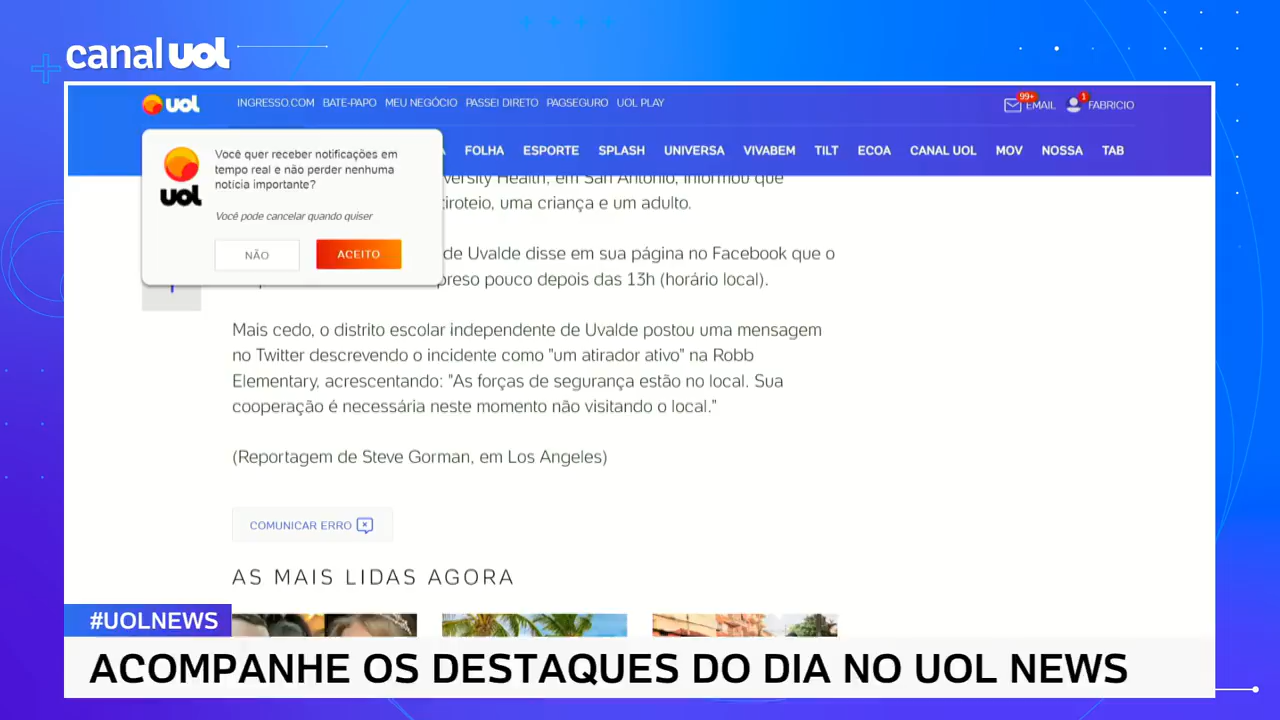 canal uol
uol
INGRESSO.COM BATE-PAPO MEU NEGÓCIO PASSEI DIRETO PAGSEGURO UOL PLAY
99+
EMAIL
1
FABRICIO
FOLHA ESPORTE SPLASH UNIVERSA VIVABEM TILT ECOA CANAL UOL MOV NOSSA TAB
Você quer receber notificações em
tempo real e não perder nenhuma
notícia importante?
uol
Você pode cancelar quando quiser
NÃO
ACEITO
Health, em San Antonio, informou que
tiroteio, uma criança e um adulto.
de Uvalde disse em sua página no Facebook que o
preso pouco depois das 13h (horário local).
Mais cedo, o distrito escolar independente de Uvalde postou uma mensagem
no Twitter descrevendo o incidente como "um atirador ativo" na Robb
Elementary, acrescentando: "As forças de segurança estão no local. Sua
cooperação é necessária neste momento não visitando o local."
(Reportagem de Steve Gorman, em Los Angeles)
COMUNICAR ERRO
AS MAIS LIDAS AGORA
#UOLNEWS
ACOMPANHE OS DESTAQUES DO DIA NO UOL NEWS